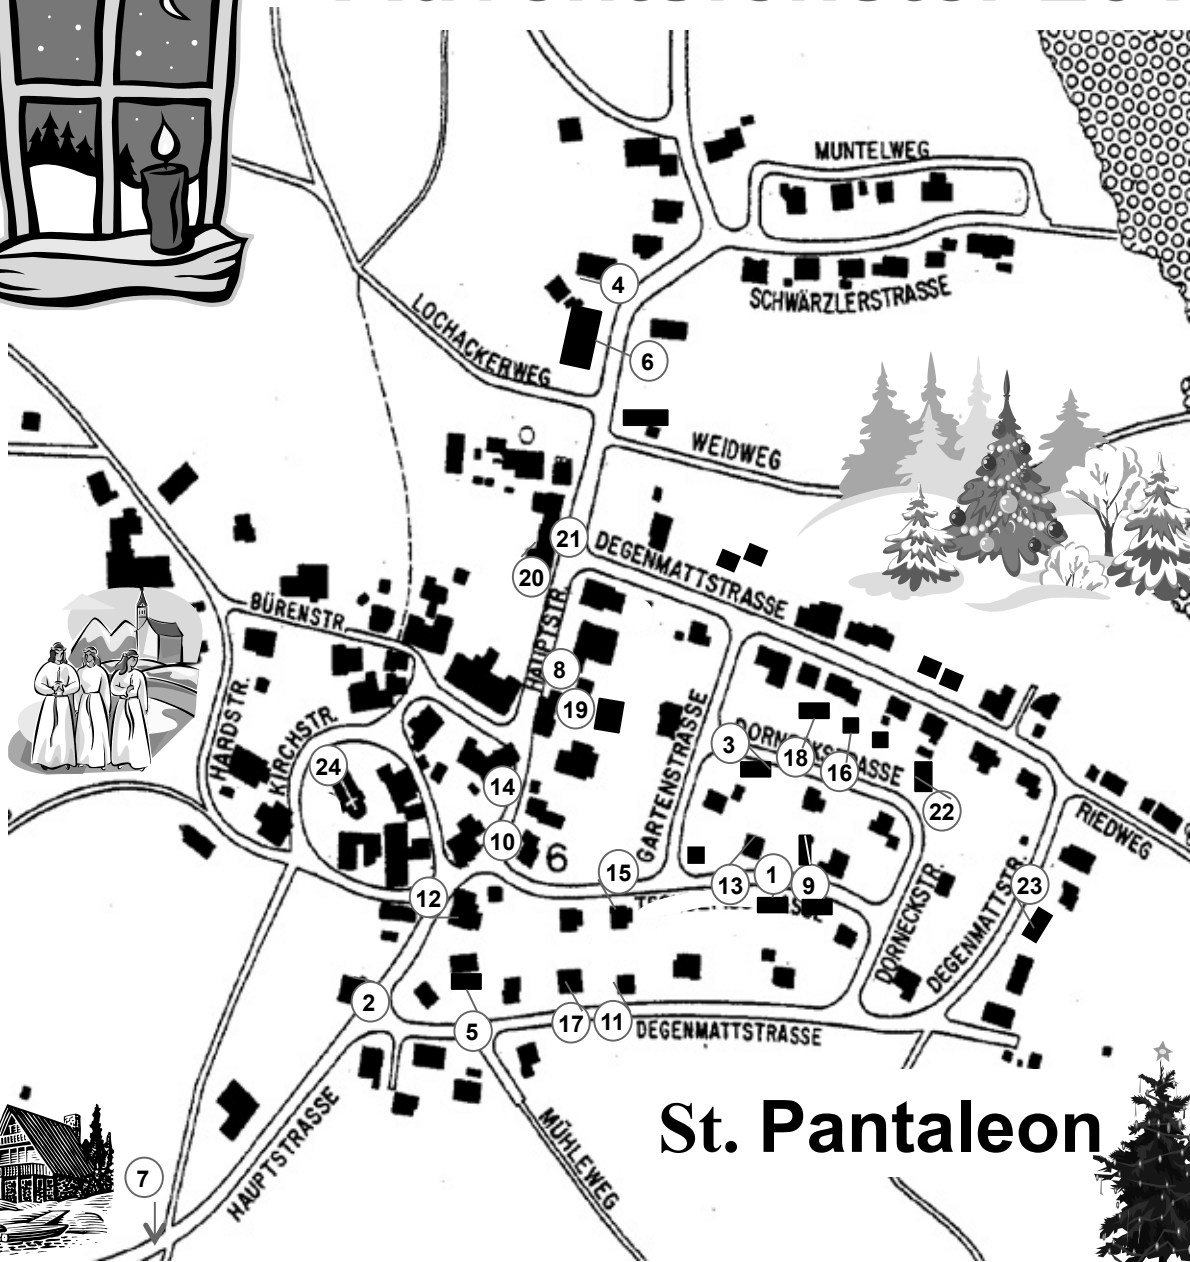 MUNTELWEG
4
SCHWÄRZLERSTRASSE
LOCHACKERWEG
6
WEIDWEG
21
DEGENMATTSTRASSE
20
BÜRENSTR.
HAUPTSTR.
8
HARDSTR.
KIRCHSTR.
19
GARTENSTRASSE
3
DORNECKSTRASSE
18
16
24
14
22
10
6
RIEDWEG
15
13
1
9
12
DORNECKSTR.
DEGENMATTSTR.
23
2
5
17
11
DEGENMATTSTRASSE
HAUPTSTRASSE
MÜHLEWEG
St. Pantaleon
7